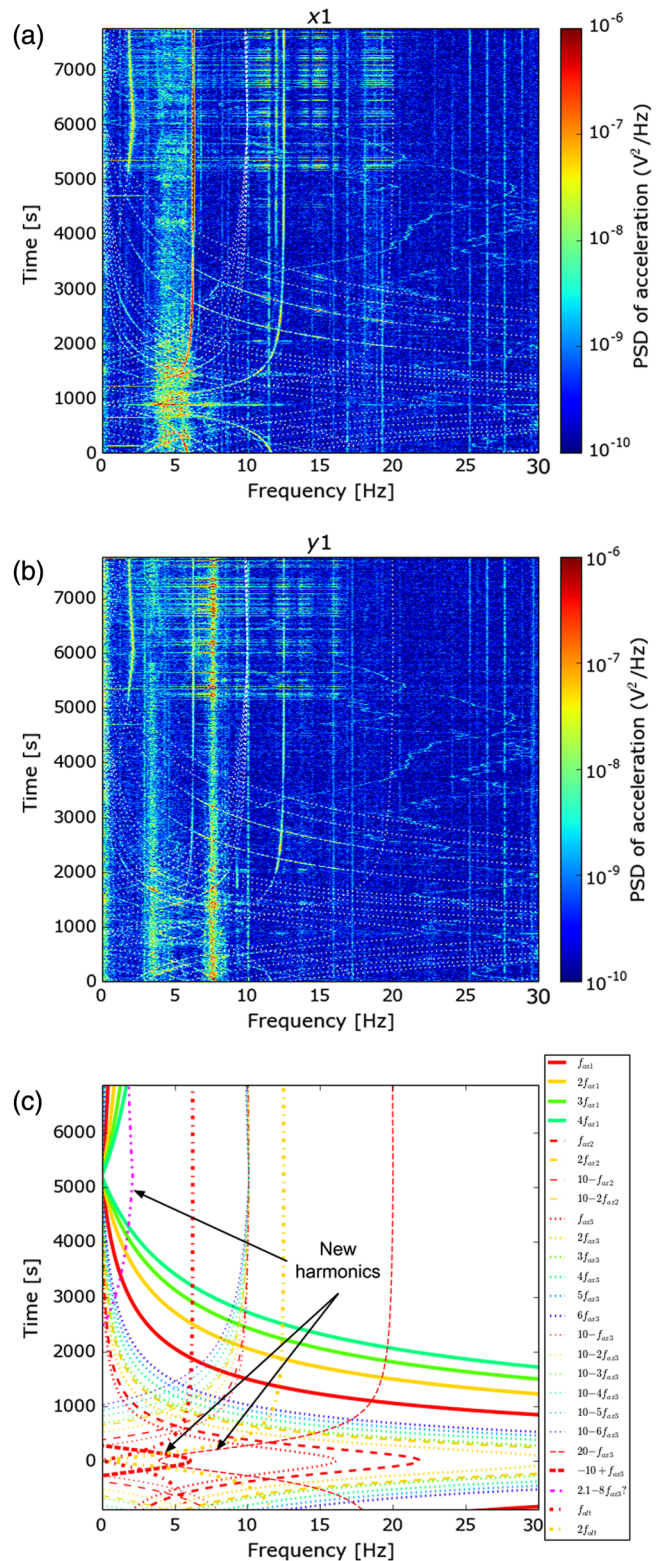 (a)
x1
7000
6000
5000
4000
3000
2000
1000
0
Time [s]
0 5 10 15 20 25 30
Frequency [Hz]
10⁻⁶
10⁻⁷
10⁻⁸
10⁻⁹
10⁻¹⁰
PSD of acceleration (V²/Hz)
(b)
y1
7000
6000
5000
4000
3000
2000
1000
0
Time [s]
0 5 10 15 20 25 30
Frequency [Hz]
10⁻⁶
10⁻⁷
10⁻⁸
10⁻⁹
10⁻¹⁰
PSD of acceleration (V²/Hz)
(c)
6000
5000
4000
3000
2000
1000
0
Time [s]
0 5 10 15 20 25 30
Frequency [Hz]
New
harmonics
f_az1
2f_az1
3f_az1
4f_az1
f_az2
2f_az2
10−f_az2
10−2f_az2
f_az3
2f_az3
3f_az3
4f_az3
5f_az3
6f_az3
10−f_az3
10−2f_az3
10−3f_az3
10−4f_az3
10−5f_az3
10−6f_az3
20−f_az3
−10+f_az3
2.1−8f_az3?
f_alt
2f_alt